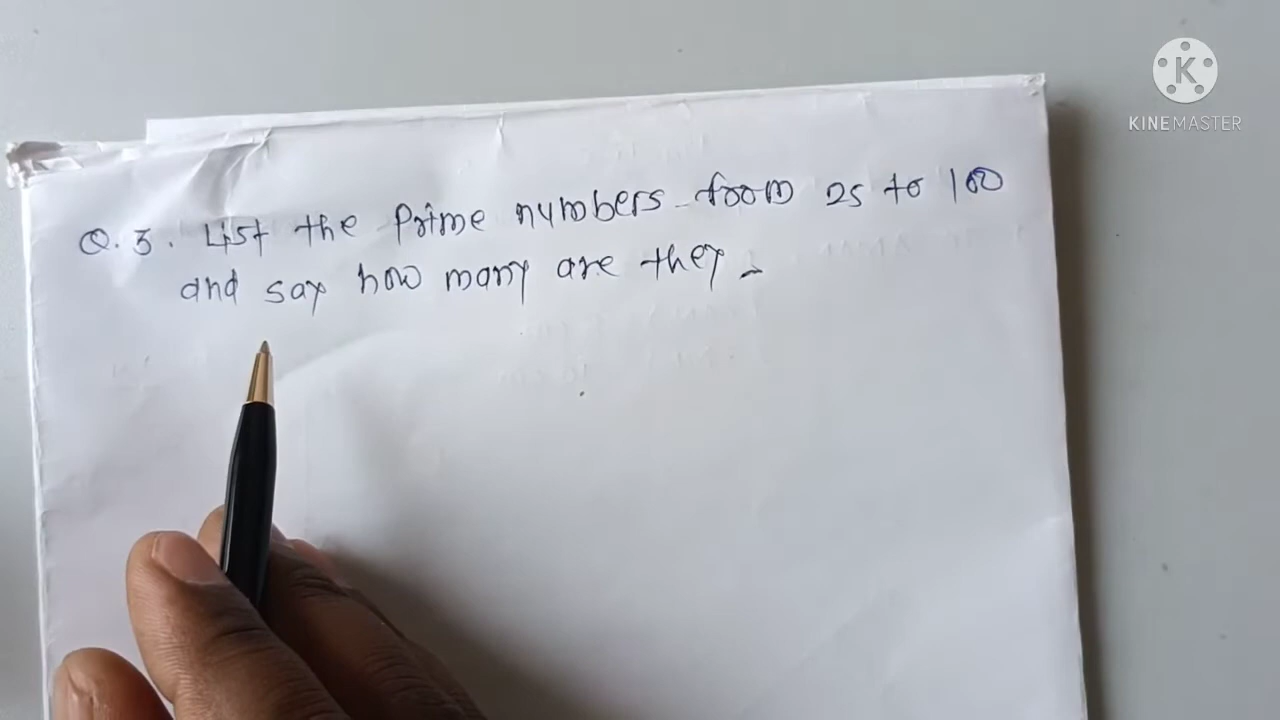 K
KINEMASTER
Q.3. List the Prime numbers from 25 to 100
and say how many are they